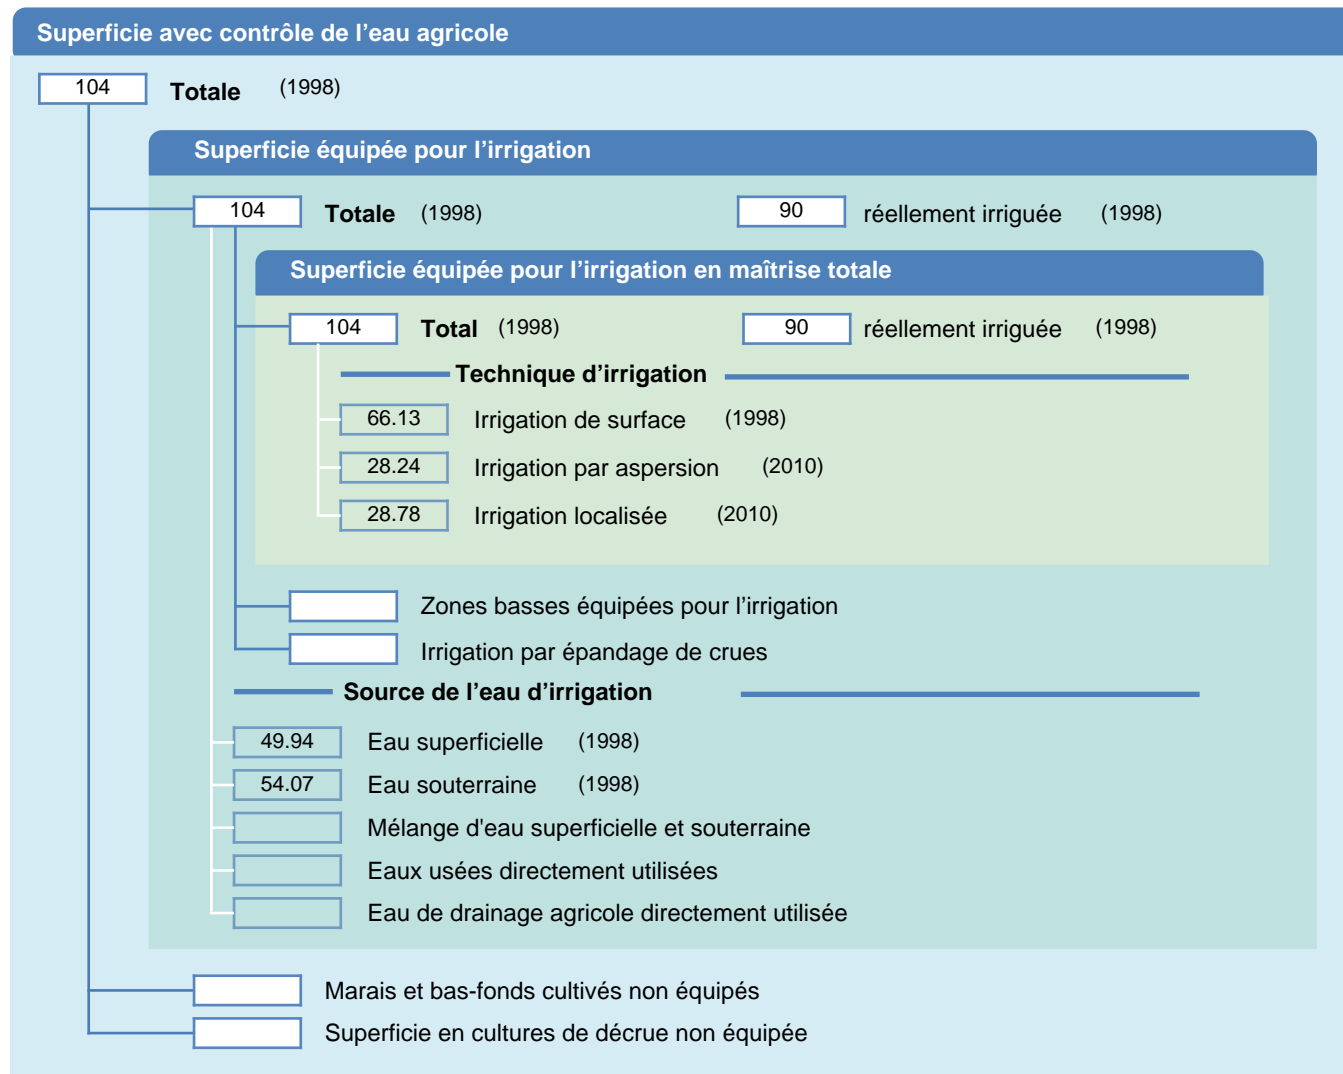 Superficie avec contrôle de l’eau agricole
104 Totale (1998)
Superficie équipée pour l’irrigation
104 Totale (1998) 90 réellement irriguée (1998)
Superficie équipée pour l’irrigation en maîtrise totale
104 Total (1998) 90 réellement irriguée (1998)
Technique d’irrigation
66.13 Irrigation de surface (1998)
28.24 Irrigation par aspersion (2010)
28.78 Irrigation localisée (2010)
Zones basses équipées pour l’irrigation
Irrigation par épandage de crues
Source de l’eau d’irrigation
49.94 Eau superficielle (1998)
54.07 Eau souterraine (1998)
Mélange d'eau superficielle et souterraine
Eaux usées directement utilisées
Eau de drainage agricole directement utilisée
Marais et bas-fonds cultivés non équipés
Superficie en cultures de décrue non équipée